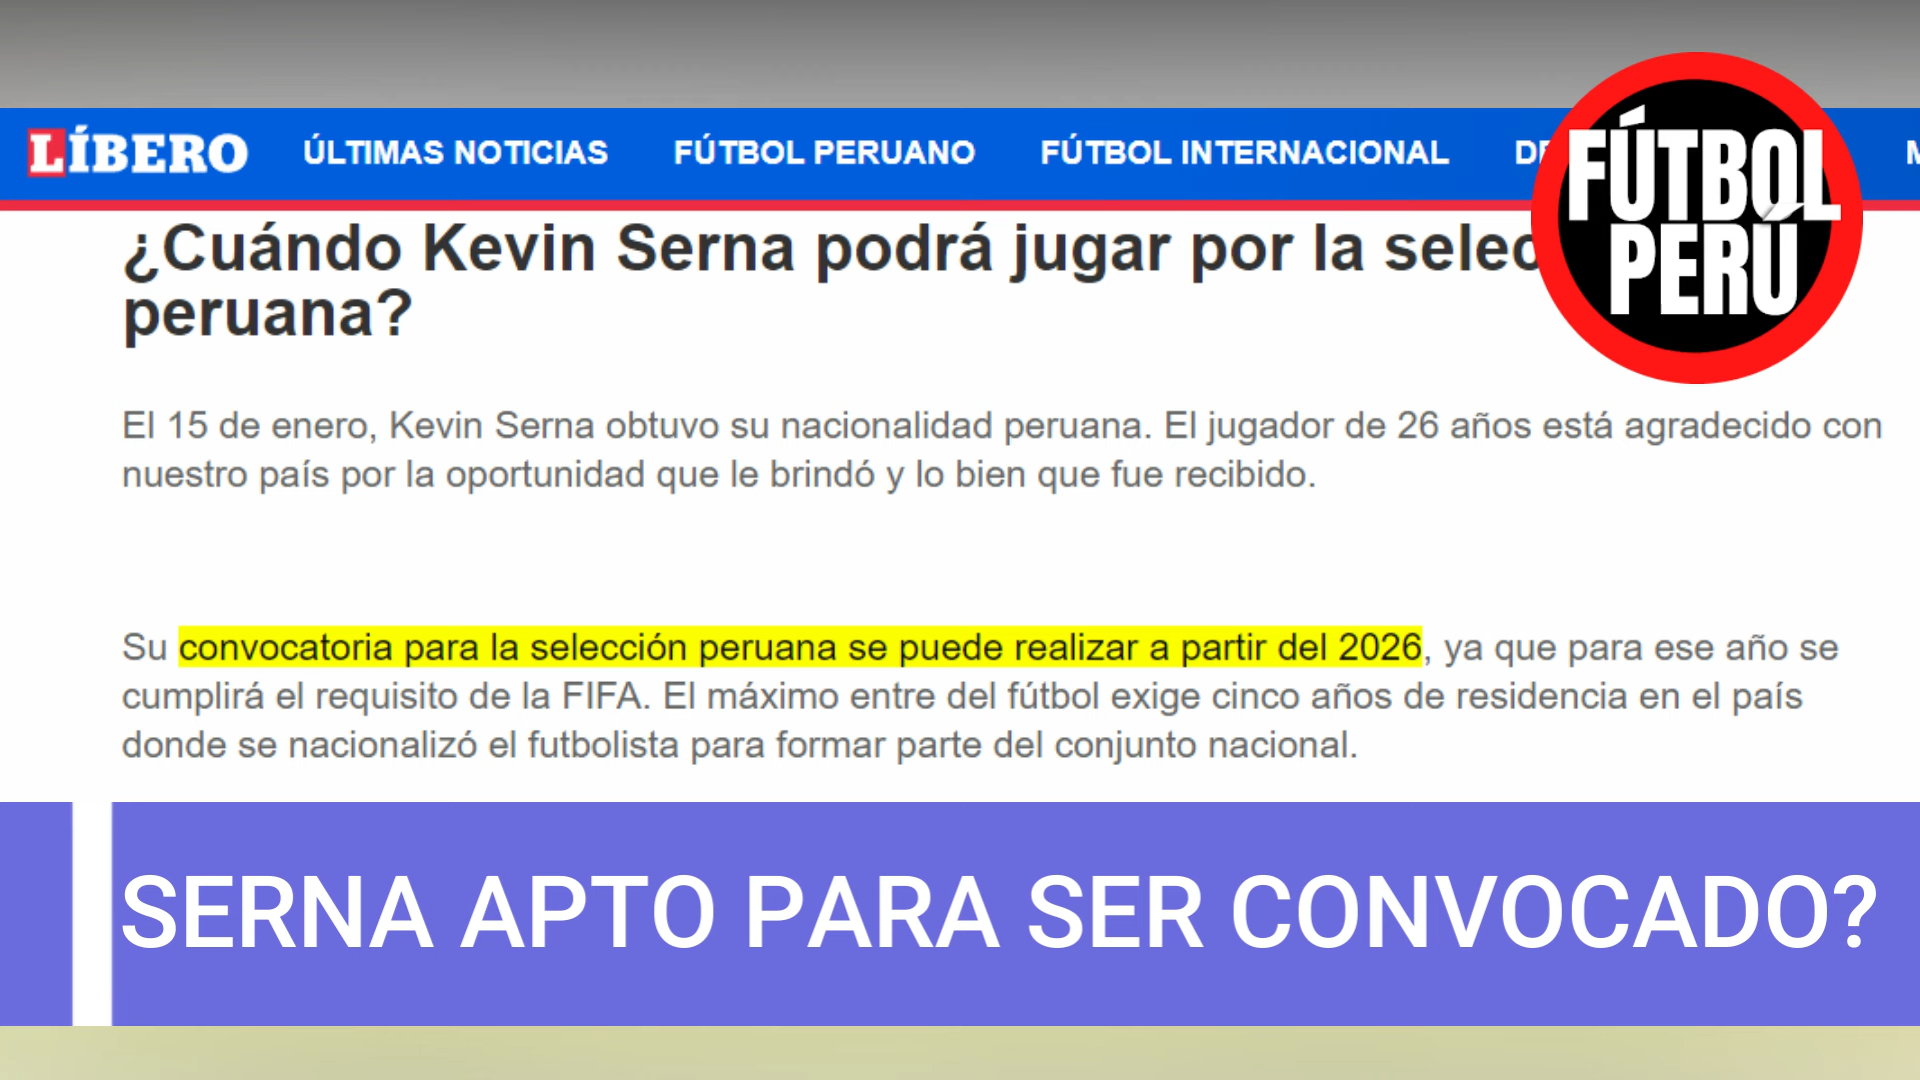 LÍBERO ÚLTIMAS NOTICIAS FÚTBOL PERUANO FÚTBOL INTERNACIONAL
FÚTBOL
PERÚ
¿Cuándo Kevin Serna podrá jugar por la selec
peruana?
El 15 de enero, Kevin Serna obtuvo su nacionalidad peruana. El jugador de 26 años está agradecido con
nuestro país por la oportunidad que le brindó y lo bien que fue recibido.
Su convocatoria para la selección peruana se puede realizar a partir del 2026, ya que para ese año se
cumplirá el requisito de la FIFA. El máximo entre del fútbol exige cinco años de residencia en el país
donde se nacionalizó el futbolista para formar parte del conjunto nacional.
SERNA APTO PARA SER CONVOCADO?